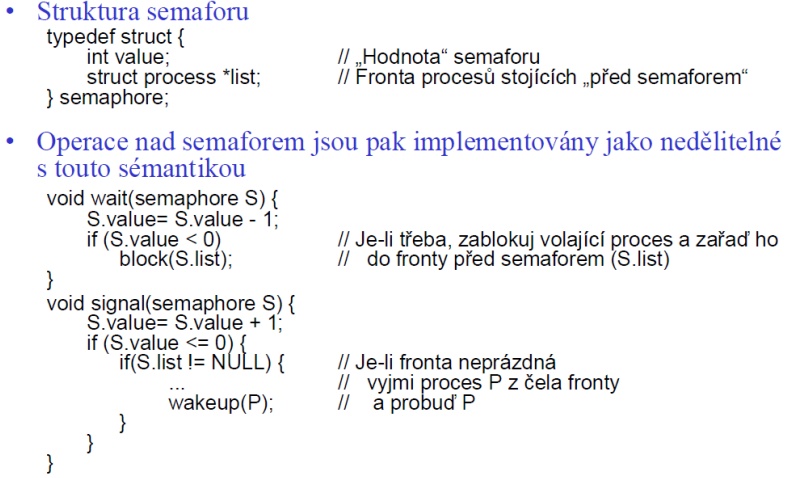 • Struktura semaforu
typedef struct {
int value; // „Hodnota“ semaforu
struct process *list; // Fronta procesů stojících „před semaforem“
} semaphore;
• Operace nad semaforem jsou pak implementovány jako nedělitelné
s touto sémantikou
void wait(semaphore S) {
S.value= S.value - 1;
if (S.value < 0) // Je-li třeba, zablokuj volající proces a zařaď ho
block(S.list); // do fronty před semaforem (S.list)
}
void signal(semaphore S) {
S.value= S.value + 1;
if (S.value <= 0) {
if(S.list != NULL) { // Je-li fronta neprázdná
... // vyjmi proces P z čela fronty
wakeup(P); // a probuď P
}
}
}